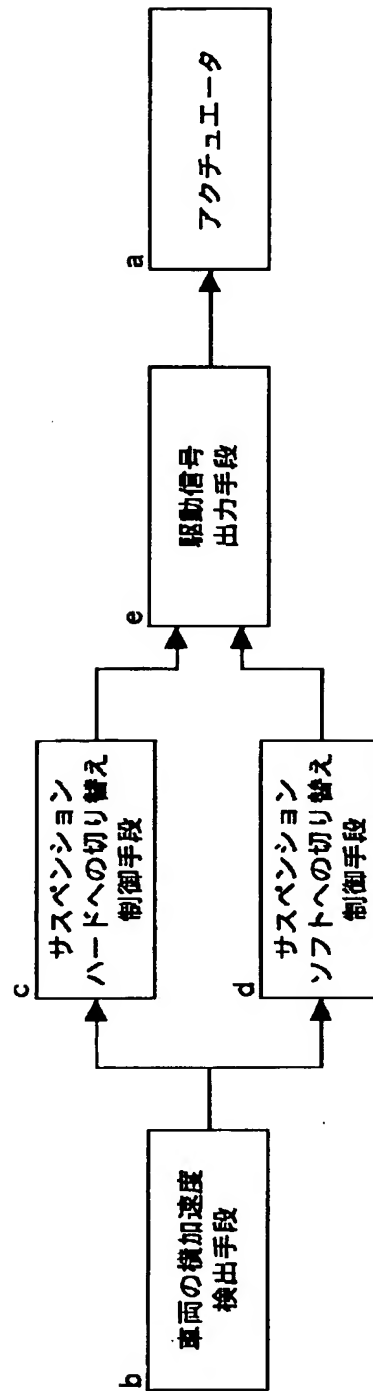 b
車両の横加速度
検出手段
c
サスペンション
ハードへの切り替え
制御手段
d
サスペンション
ソフトへの切り替え
制御手段
e
駆動信号
出力手段
a
アクチュエータ